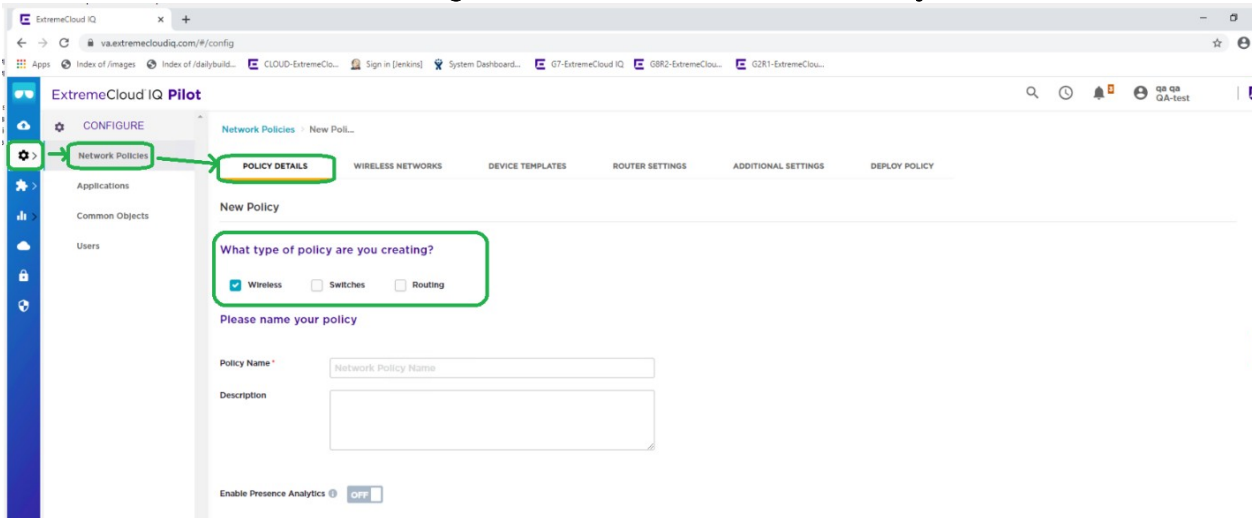 ExtremeCloud IQ
va.extremecloudiq.com/#/config
Apps Index of /images Index of /dailybuild... CLOUD-ExtremeClo... Sign in [Jenkins] System Dashboard... G7-ExtremeCloud IQ G8R2-ExtremeClou... G2R1-ExtremeClou...
ExtremeCloud IQ Pilot
qa qa
QA-test
CONFIGURE
Network Policies
Applications
Common Objects
Users
Network Policies > New Poli...
POLICY DETAILS WIRELESS NETWORKS DEVICE TEMPLATES ROUTER SETTINGS ADDITIONAL SETTINGS DEPLOY POLICY
New Policy
What type of policy are you creating?
Wireless Switches Routing
Please name your policy
Policy Name *
Network Policy Name
Description
Enable Presence Analytics OFF